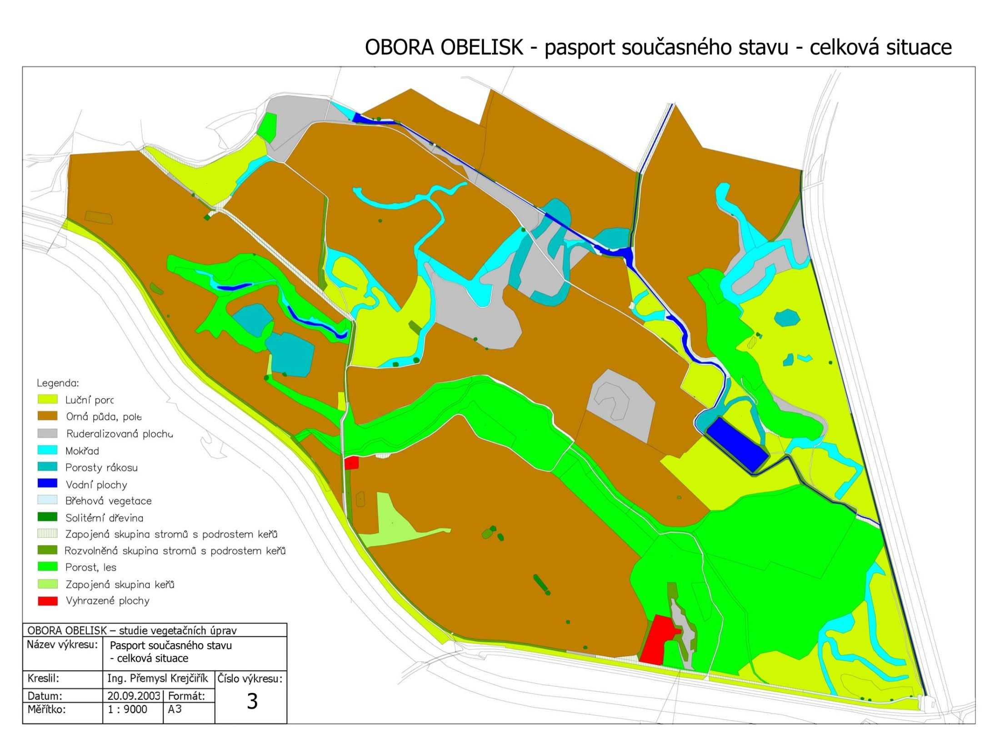 OBORA OBELISK - pasport současného stavu - celková situace
Legenda:
Luční porc
Orná půda, pole
Ruderalizovaná plocha
Mokřad
Porosty rákosu
Vodní plochy
Břehová vegetace
Solitérní dřevina
Zapojená skupina stromů s podrostem keřů
Rozvolněná skupina stromů s podrostem keřů
Porost, les
Zapojená skupina keřů
Vyhrazené plochy
OBORA OBELISK – studie vegetačních úprav
Název výkresu: Pasport současného stavu
- celková situace
Kreslil: Ing. Přemysl Krejčiřík Číslo výkresu:
Datum: 20.09.2003 Formát:
3
Měřítko: 1 : 9000 A3